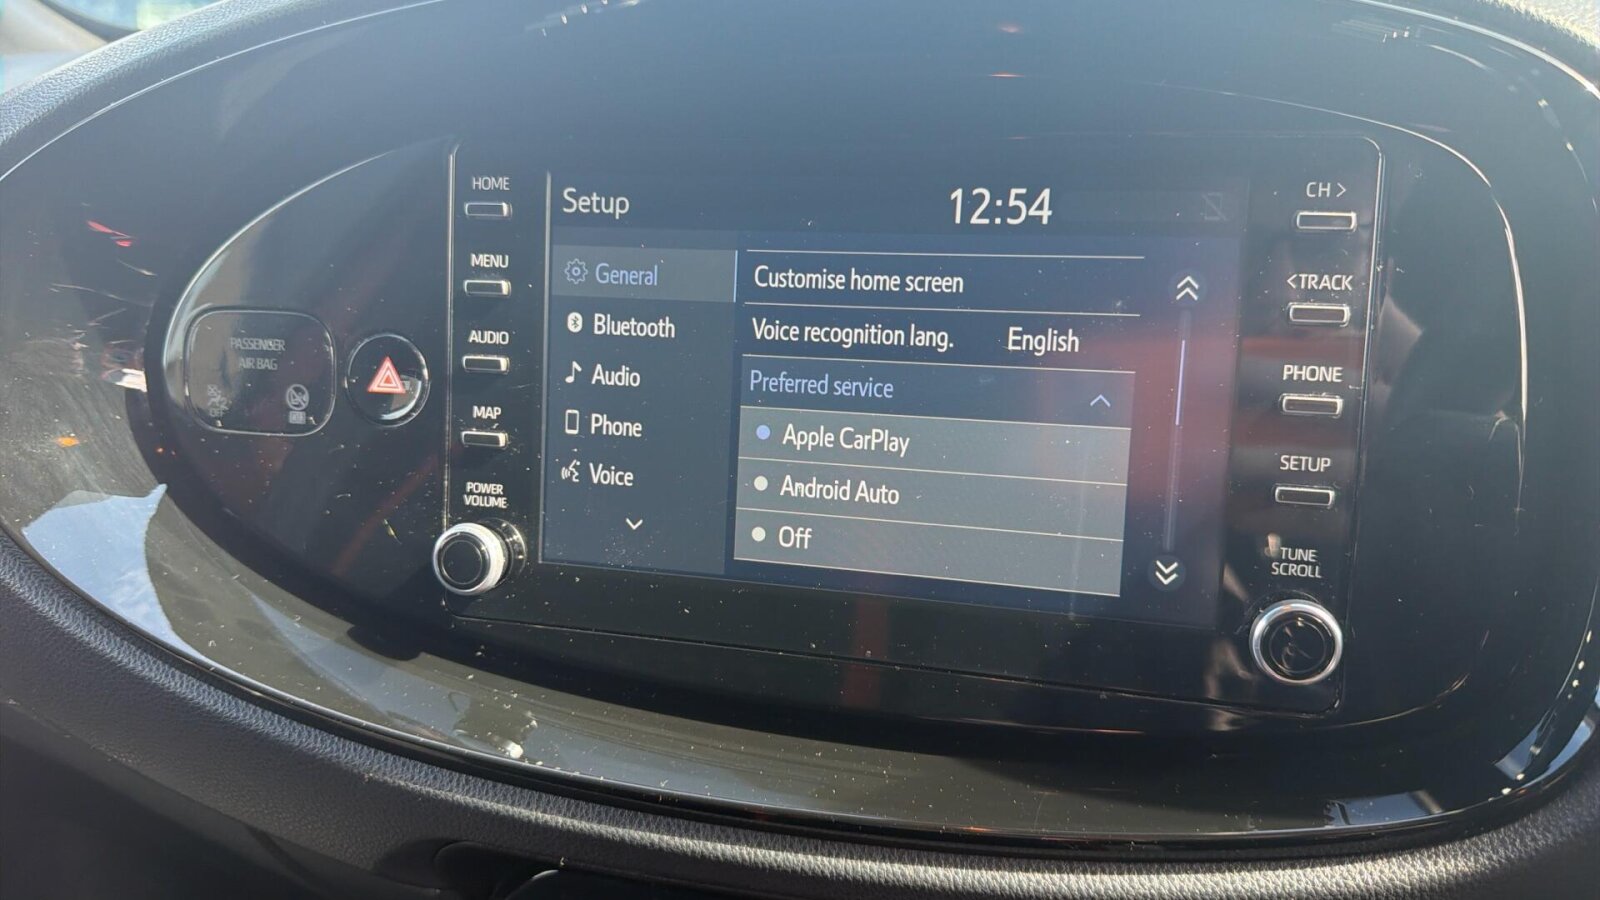 HOME
MENU
AUDIO
MAP
POWER
VOLUME
PASSENGER
AIR BAG
OFF
Setup
12:54
General
Bluetooth
Audio
Phone
Voice
Customise home screen
Voice recognition lang. English
Preferred service
Apple CarPlay
Android Auto
Off
CH >
<TRACK
PHONE
SETUP
TUNE
SCROLL